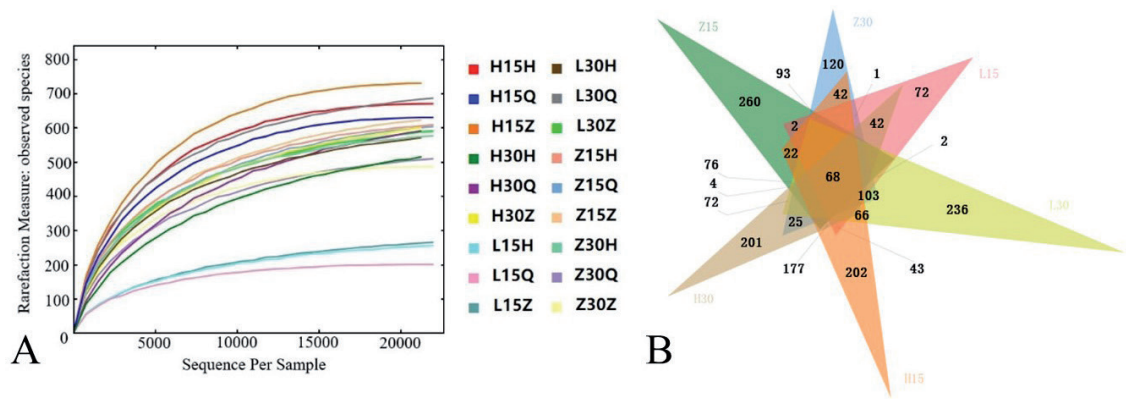 A
Rarefaction Measure: observed species
800
700
600
500
400
300
200
100
0
5000
10000
15000
20000
Sequence Per Sample
H15H L30H
H15Q L30Q
H15Z L30Z
H30H Z15H
H30Q Z15Q
H30Z Z15Z
L15H Z30H
L15Q Z30Q
L15Z Z30Z
B
Z15
Z30
L15
L30
H15
H30
93
120
1
72
42
260
2
42
2
22
76
68
4
103
72
66
236
25
201
177
202
43